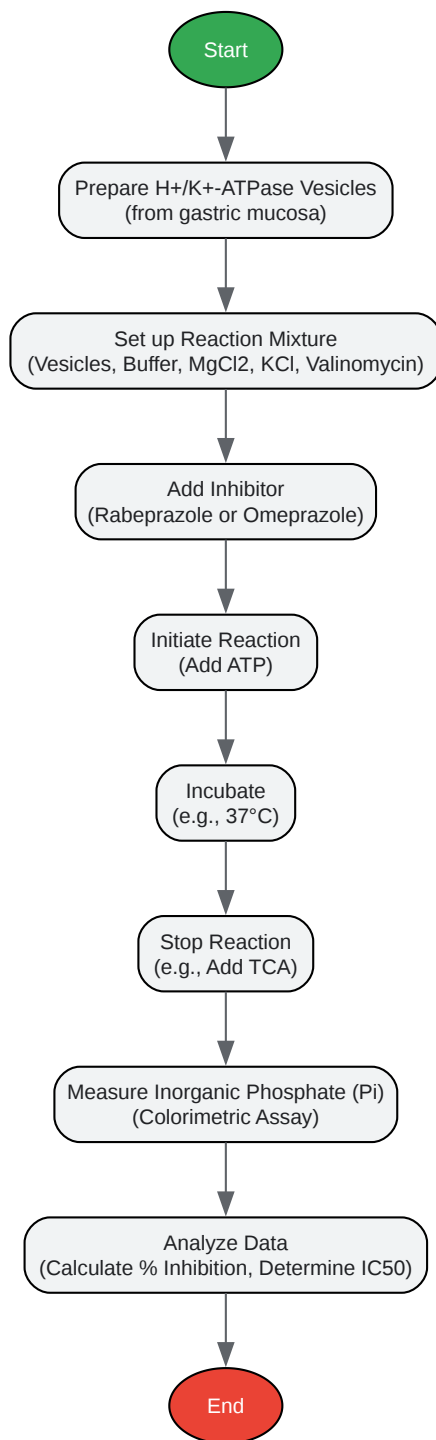 Start
Prepare H+/K+-ATPase Vesicles
(from gastric mucosa)
Set up Reaction Mixture
(Vesicles, Buffer, MgCl2, KCl, Valinomycin)
Add Inhibitor
(Rabeprazole or Omeprazole)
Initiate Reaction
(Add ATP)
Incubate
(e.g., 37°C)
Stop Reaction
(e.g., Add TCA)
Measure Inorganic Phosphate (Pi)
(Colorimetric Assay)
Analyze Data
(Calculate % Inhibition, Determine IC50)
End